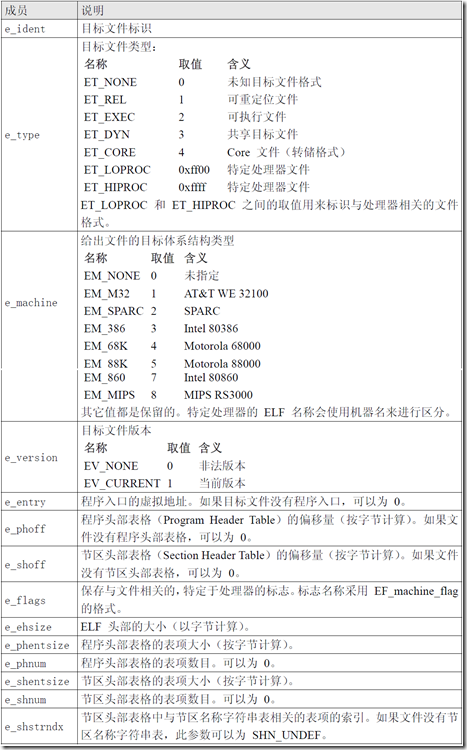 成员 说明
e_ident 目标文件标识
e_type
目标文件类型：
名称 取值 含义
ET_NONE 0 未知目标文件格式
ET_REL 1 可重定位文件
ET_EXEC 2 可执行文件
ET_DYN 3 共享目标文件
ET_CORE 4 Core 文件（转储格式）
ET_LOPROC 0xff00 特定处理器文件
ET_HIPROC 0xffff 特定处理器文件
ET_LOPROC 和 ET_HIPROC 之间的取值用来标识与处理器相关的文件
格式。
e_machine
给出文件的目标体系结构类型
名称 取值 含义
EM_NONE 0 未指定
EM_M32 1 AT&T WE 32100
EM_SPARC 2 SPARC
EM_386 3 Intel 80386
EM_68K 4 Motorola 68000
EM_88K 5 Motorola 88000
EM_860 7 Intel 80860
EM_MIPS 8 MIPS RS3000
其它值都是保留的。特定处理器的 ELF 名称会使用机器名来进行区分。
e_version
目标文件版本
名称 取值 含义
EV_NONE 0 非法版本
EV_CURRENT 1 当前版本
e_entry 程序入口的虚拟地址。如果目标文件没有程序入口，可以为 0。
e_phoff
程序头部表格（Program Header Table）的偏移量（按字节计算）。如果文
件没有程序头部表格，可以为 0。
e_shoff
节区头部表格（Section Header Table）的偏移量（按字节计算）。如果文件
没有节区头部表格，可以为 0。
e_flags
保存与文件相关的，特定于处理器的标志。标志名称采用 EF_machine_flag
的格式。
e_ehsize ELF 头部的大小（以字节计算）。
e_phentsize 程序头部表格的表项大小（按字节计算）。
e_phnum 程序头部表格的表项数目。可以为 0。
e_shentsize 节区头部表格的表项大小（按字节计算）。
e_shnum 节区头部表格的表项数目。可以为 0。
e_shstrndx
节区头部表格中与节区名称字符串表相关的表项的索引。如果文件没有节
区名称字符串表，此参数可以为 SHN_UNDEF。